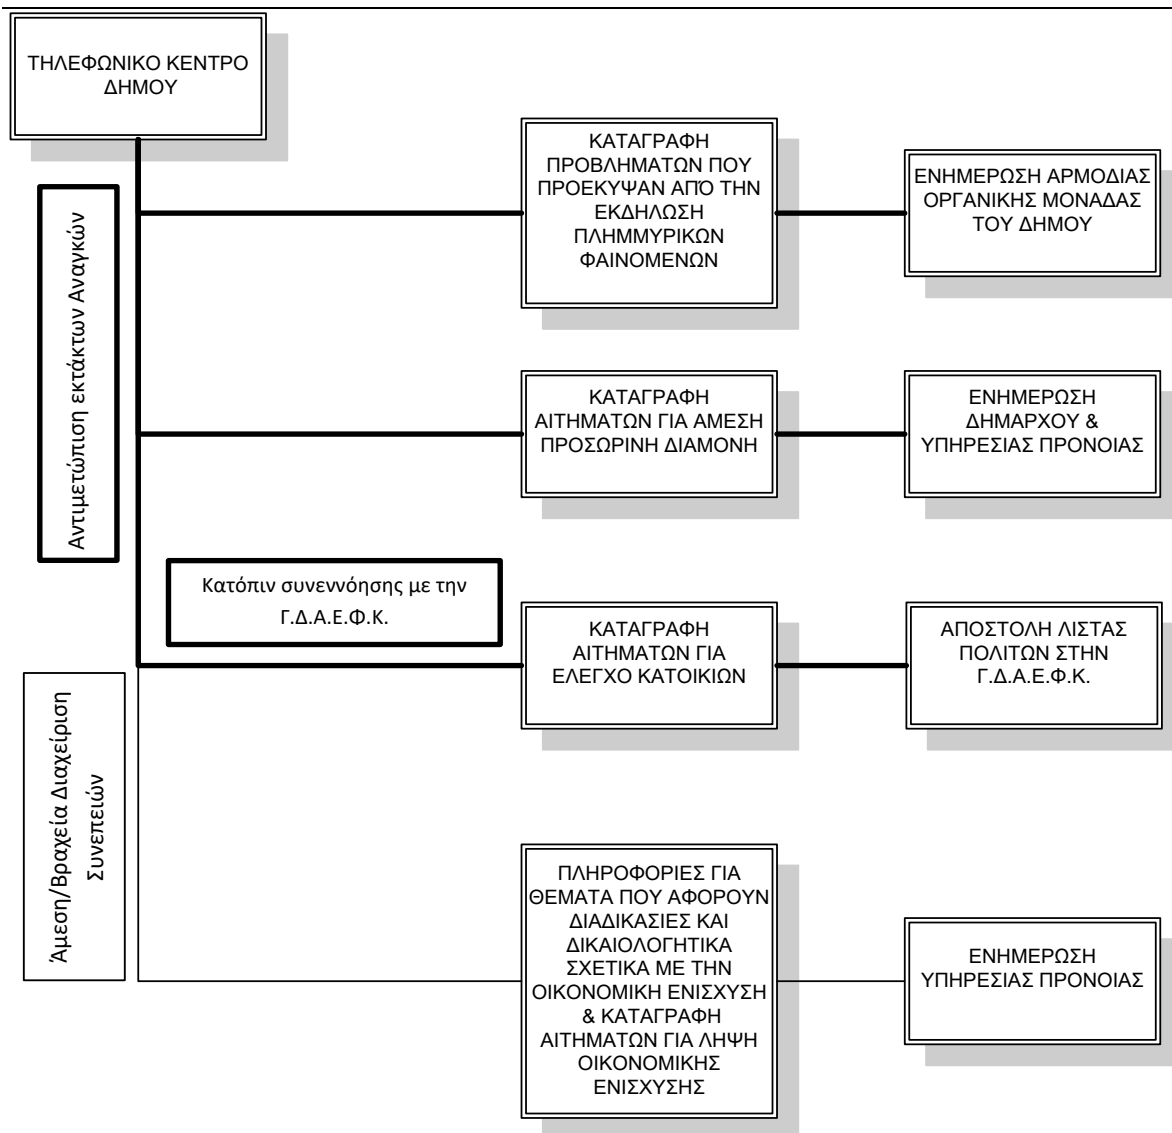 ΤΗΛΕΦΩΝΙΚΟ ΚΕΝΤΡΟ
ΔΗΜΟΥ
Αντιμετώπιση εκτάκτων Αναγκών
ΚΑΤΑΓΡΑΦΗ
ΠΡΟΒΛΗΜΑΤΩΝ ΠΟΥ
ΠΡΟΕΚΥΨΑΝ ΑΠΌ ΤΗΝ
ΕΚΔΗΛΩΣΗ
ΠΛΗΜΜΥΡΙΚΩΝ
ΦΑΙΝΟΜΕΝΩΝ
ΕΝΗΜΕΡΩΣΗ ΑΡΜΟΔΙΑΣ
ΟΡΓΑΝΙΚΗΣ ΜΟΝΑΔΑΣ
ΤΟΥ ΔΗΜΟΥ
ΚΑΤΑΓΡΑΦΗ
ΑΙΤΗΜΑΤΩΝ ΓΙΑ ΑΜΕΣΗ
ΠΡΟΣΩΡΙΝΗ ΔΙΑΜΟΝΗ
ΕΝΗΜΕΡΩΣΗ
ΔΗΜΑΡΧΟΥ &
ΥΠΗΡΕΣΙΑΣ ΠΡΟΝΟΙΑΣ
Κατόπιν συνεννόησης με την
Γ.Δ.Α.Ε.Φ.Κ.
ΚΑΤΑΓΡΑΦΗ
ΑΙΤΗΜΑΤΩΝ ΓΙΑ
ΕΛΕΓΧΟ ΚΑΤΟΙΚΙΩΝ
ΑΠΟΣΤΟΛΗ ΛΙΣΤΑΣ
ΠΟΛΙΤΩΝ ΣΤΗΝ
Γ.Δ.Α.Ε.Φ.Κ.
Άμεση/Βραχεία Διαχείριση
Συνεπειών
ΠΛΗΡΟΦΟΡΙΕΣ ΓΙΑ
ΘΕΜΑΤΑ ΠΟΥ ΑΦΟΡΟΥΝ
ΔΙΑΔΙΚΑΣΙΕΣ ΚΑΙ
ΔΙΚΑΙΟΛΟΓΗΤΙΚΑ
ΣΧΕΤΙΚΑ ΜΕ ΤΗΝ
ΟΙΚΟΝΟΜΙΚΗ ΕΝΙΣΧΥΣΗ
& ΚΑΤΑΓΡΑΦΗ
ΑΙΤΗΜΑΤΩΝ ΓΙΑ ΛΗΨΗ
ΟΙΚΟΝΟΜΙΚΗΣ
ΕΝΙΣΧΥΣΗΣ
ΕΝΗΜΕΡΩΣΗ
ΥΠΗΡΕΣΙΑΣ ΠΡΟΝΟΙΑΣ